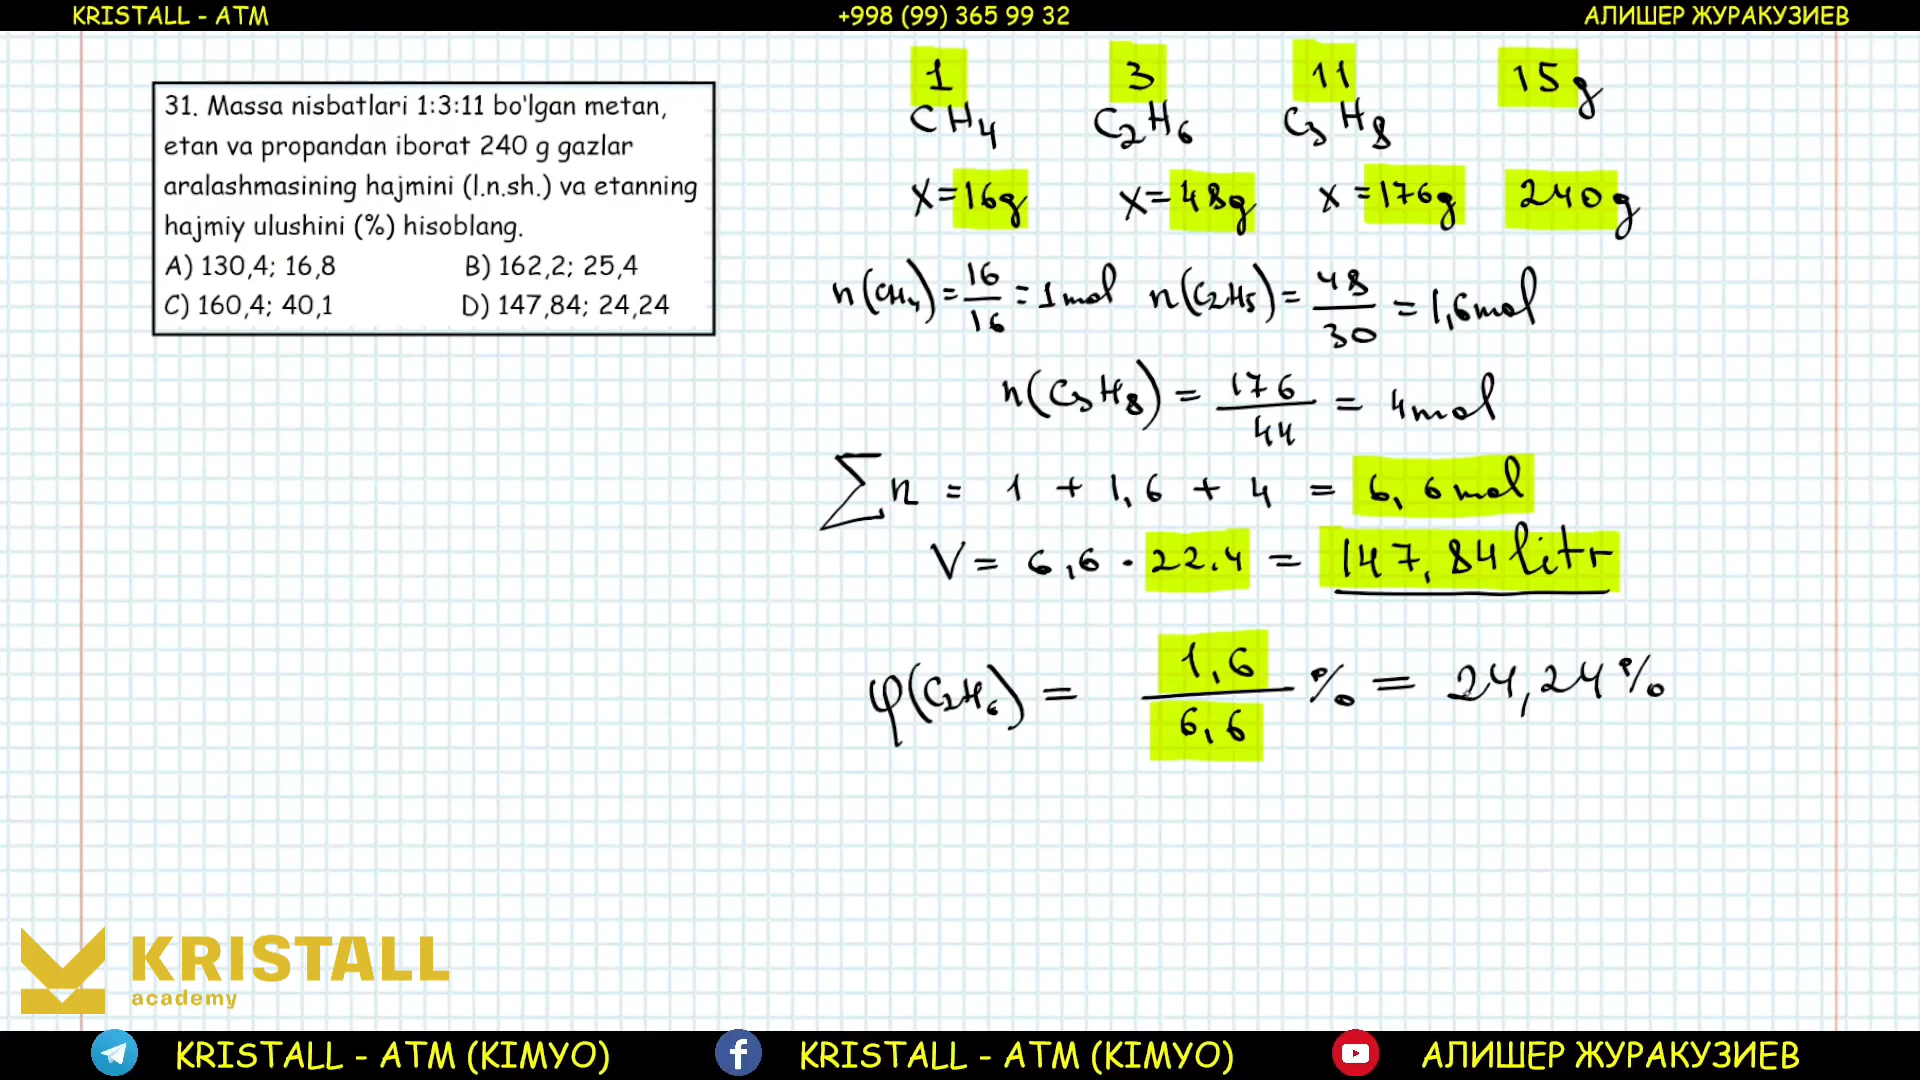 KRISTALL - ATM
+998 (99) 365 99 32
АЛИШЕР ЖУРАКУЗИЕВ
31. Massa nisbatlari 1:3:11 bo'lgan metan,
etan va propandan iborat 240 g gazlar
aralashmasining hajmini (l.n.sh.) va etanning
hajmiy ulushini (%) hisoblang.
A) 130,4; 16,8 B) 162,2; 25,4
C) 160,4; 40,1 D) 147,84; 24,24
1 3 11 15g
CH4 C2H6 C3H8
x=16g x=48g x=176g 240g
n(CH4)=16/16=1mol n(C2H5)=48/30=1,6mol
n(C3H8)=176/44=4mol
∑n = 1 + 1,6 + 4 = 6,6mol
V= 6,6 · 22.4 = 147,84litr
φ(C2H6) = 1,6/6,6 % = 24,24%
KRISTALL
academy
KRISTALL - ATM (KIMYO)
KRISTALL - ATM (KIMYO)
АЛИШЕР ЖУРАКУЗИЕВ